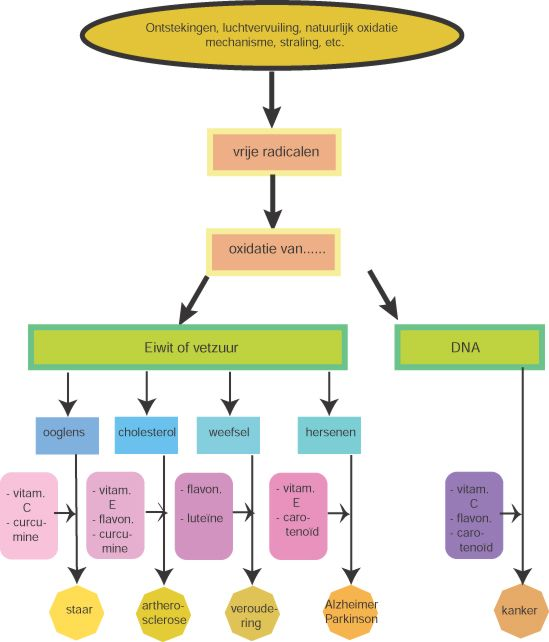 Ontstekingen, luchtvervuiling, natuurlijk oxidatie
mechanisme, straling, etc.
vrije radicalen
oxidatie van......
Eiwit of vetzuur
DNA
ooglens
cholesterol
weefsel
hersenen
- vitam.
C
- curcu-
mine
- vitam.
E
- flavon.
- curcu-
mine
- flavon.
- luteïne
- vitam.
E
- caro-
tenoïd
- vitam.
C
- flavon.
- caro-
tenoïd
staar
arthero-
sclerose
veroude-
ring
Alzheimer
Parkinson
kanker